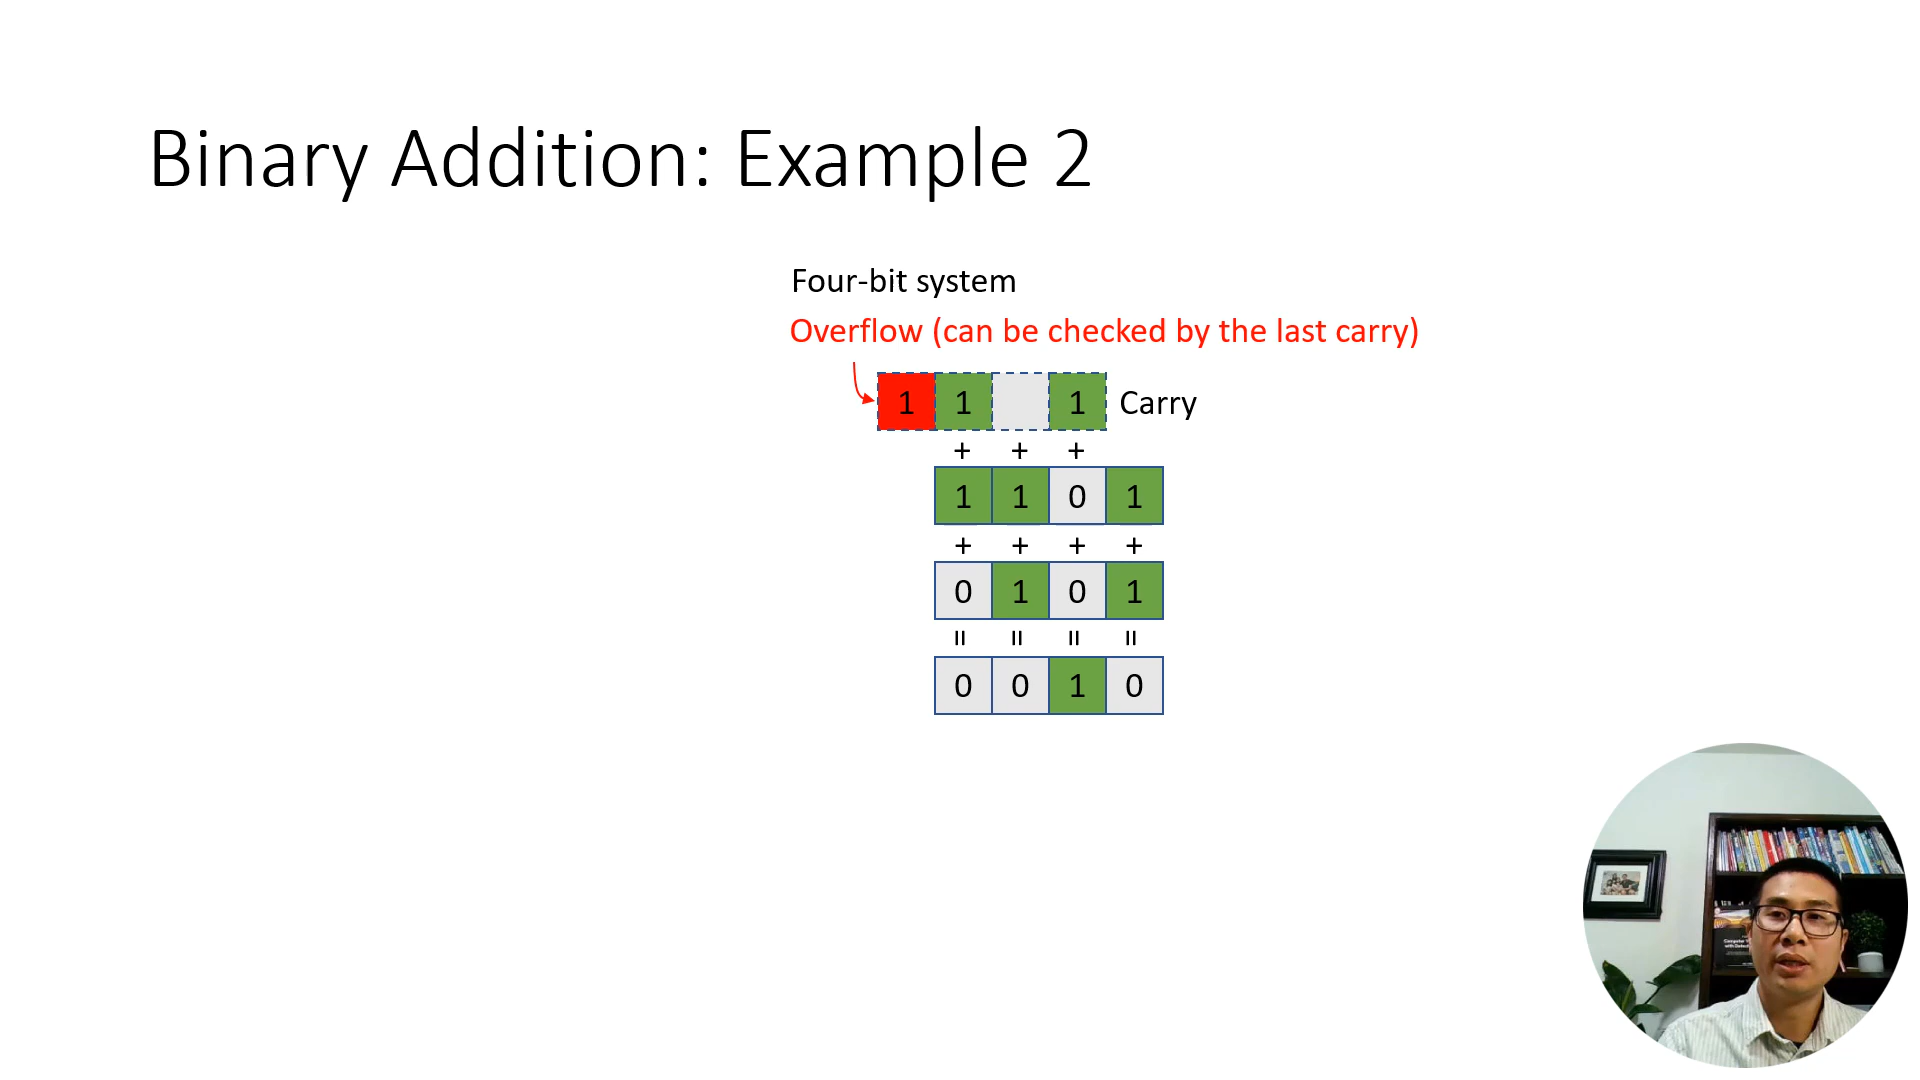 Binary Addition: Example 2
Four-bit system
Overflow (can be checked by the last carry)
1 1 1 Carry
+ + +
1 1 0 1
+ + + +
0 1 0 1
= = = =
0 0 1 0